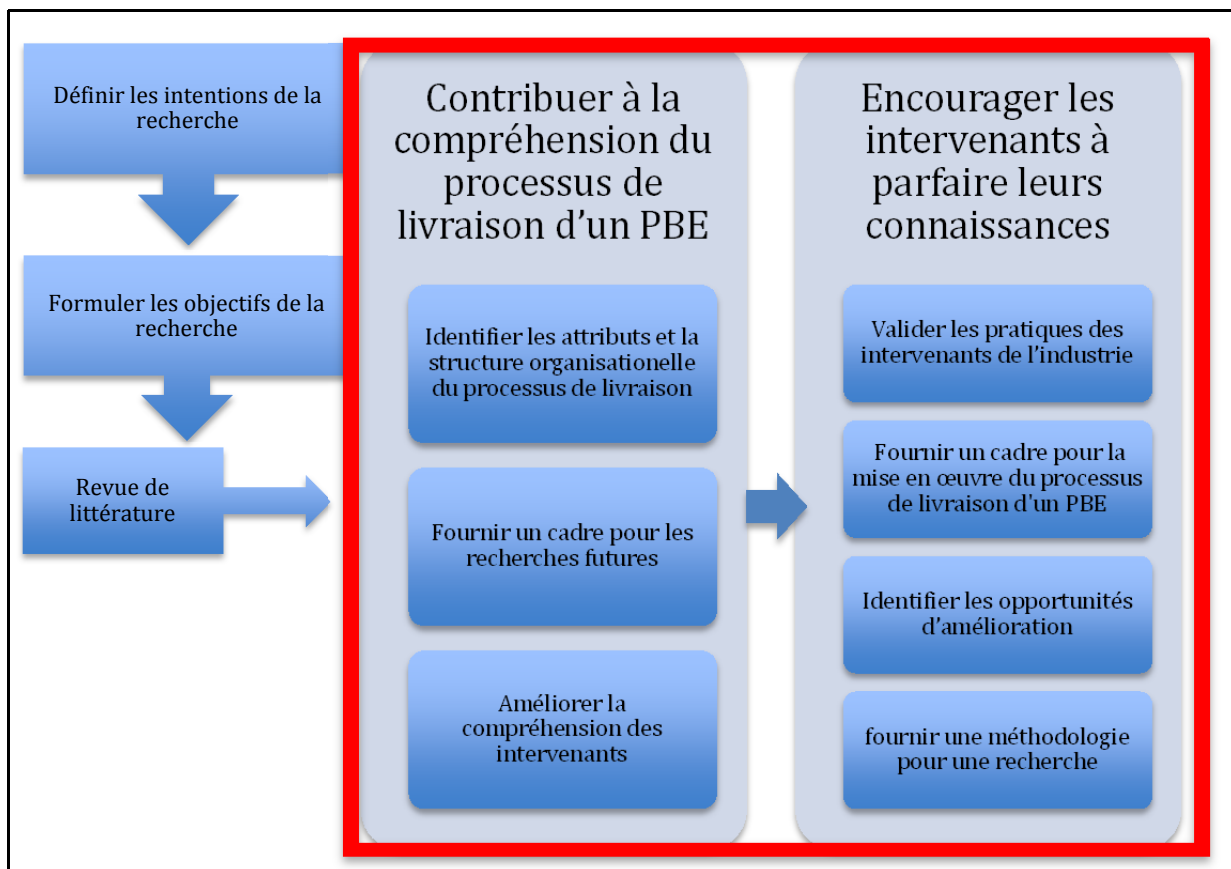 Définir les intentions de la
recherche
Formuler les objectifs de la
recherche
Revue de
littérature
Contribuer à la
compréhension du
processus de
livraison d'un PBE
Identifier les attributs et la
structure organisationelle
du processus de livraison
Fournir un cadre pour les
recherches futures
Améliorer la
compréhension des
intervenants
Encourager les
intervenants à
parfaire leurs
connaissances
Valider les pratiques des
intervenants de l'industrie
Fournir un cadre pour la
mise en œuvre du processus
de livraison d'un PBE
Identifier les opportunités
d'amélioration
fournir une méthodologie
pour une recherche